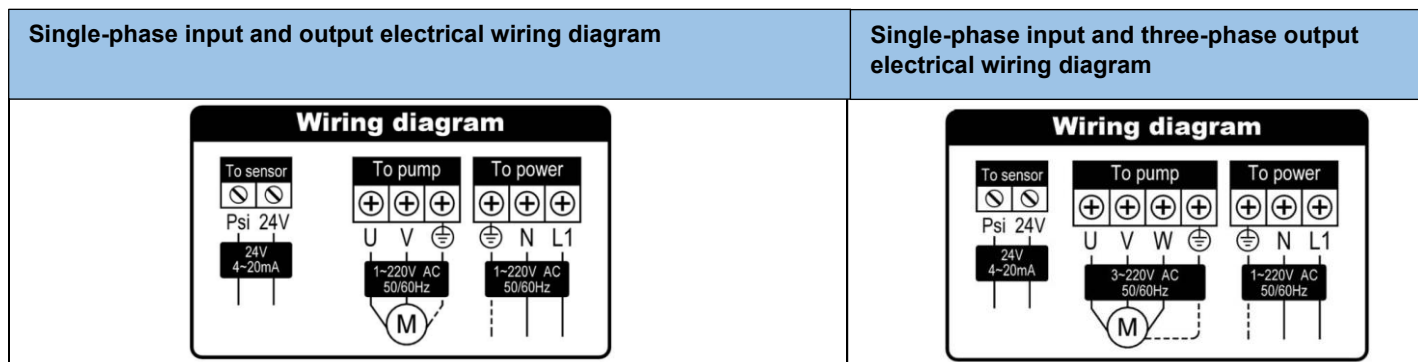 Single-phase input and output electrical wiring diagram
Single-phase input and three-phase output
electrical wiring diagram
Wiring diagram
To sensor
To pump
To power
Psi 24V
U V N L1
24V
4~20mA
1~220V AC
50/60Hz
1~220V AC
50/60Hz
M
Wiring diagram
To sensor
To pump
To power
Psi 24V
U V W N L1
24V
4~20mA
3~220V AC
50/60Hz
1~220V AC
50/60Hz
M